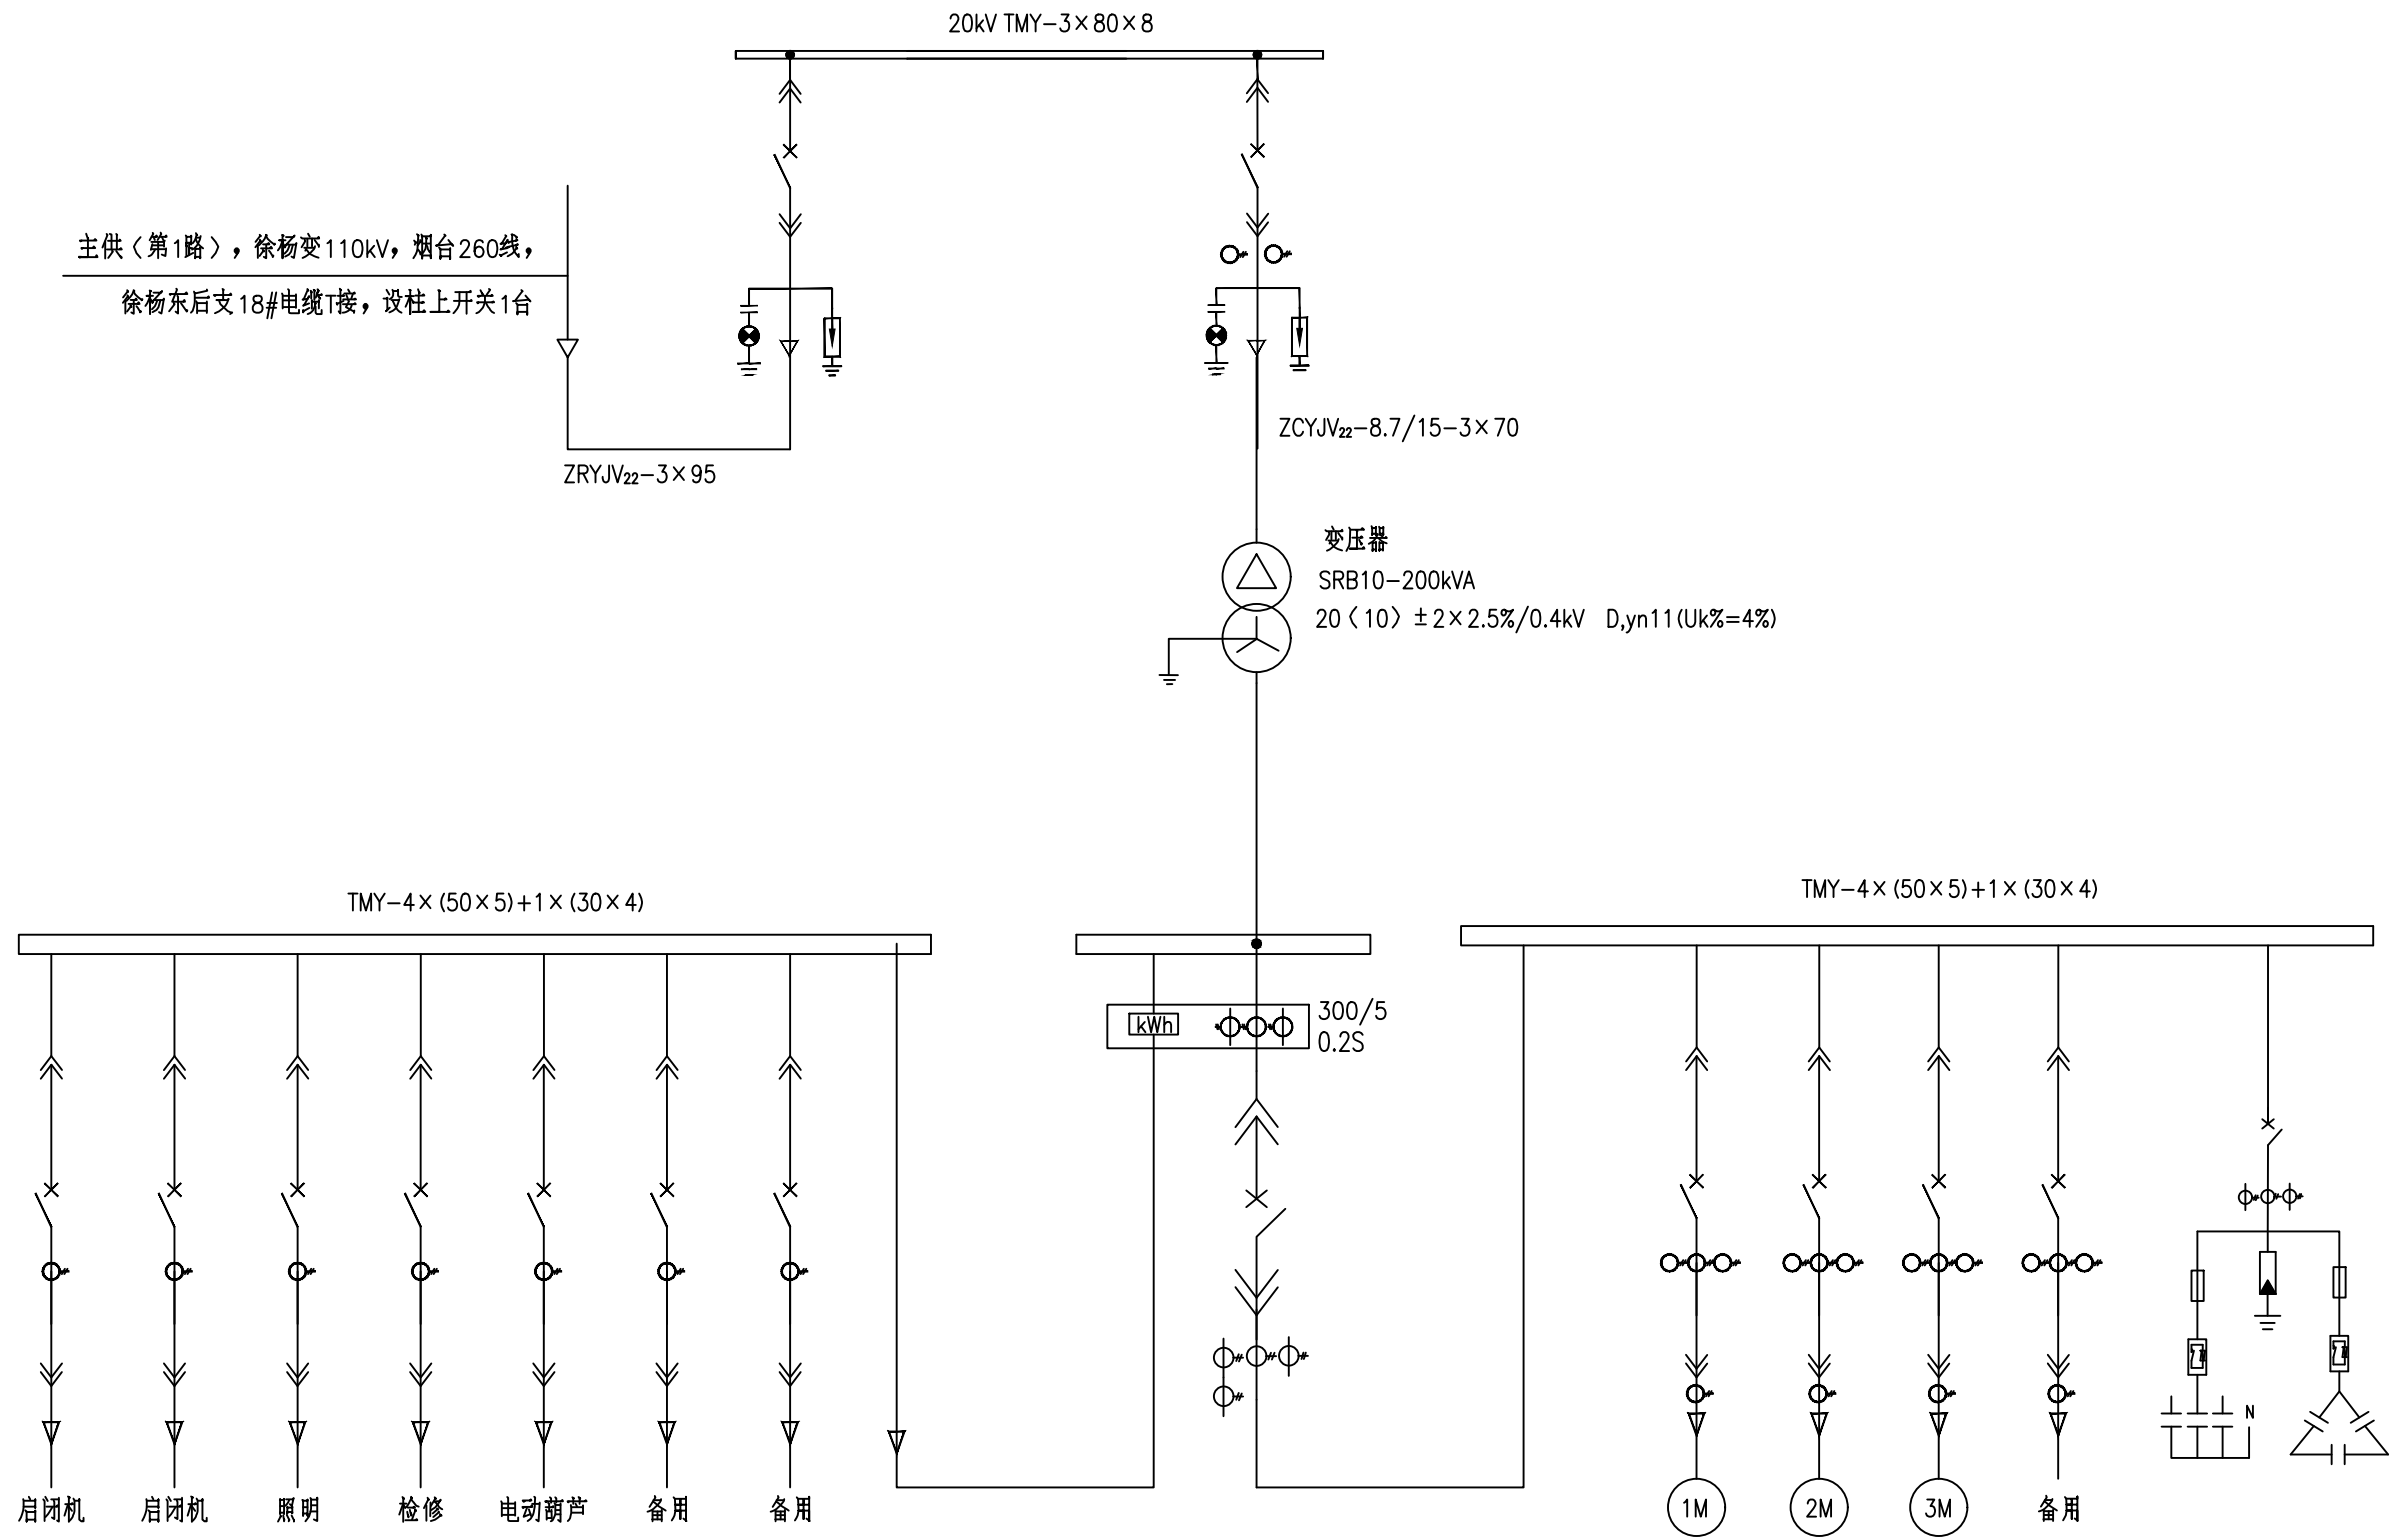 20kV TMY-3×80×8
主供〈第1路〉，徐杨变110kV，烟台260线，
徐杨东后支18#电缆T接，设柱上开关1台
ZCYJV₂₂-8.7/15-3×70
ZRYJV₂₂-3×95
变压器
SRB10-200kVA
20〈10〉±2×2.5%/0.4kV D,yn11(Uk%=4%)
TMY-4×(50×5)+1×(30×4)
TMY-4×(50×5)+1×(30×4)
kWh
300/5
0.2S
N
启闭机
启闭机
照明
检修
电动葫芦
备用
备用
1M
2M
3M
备用